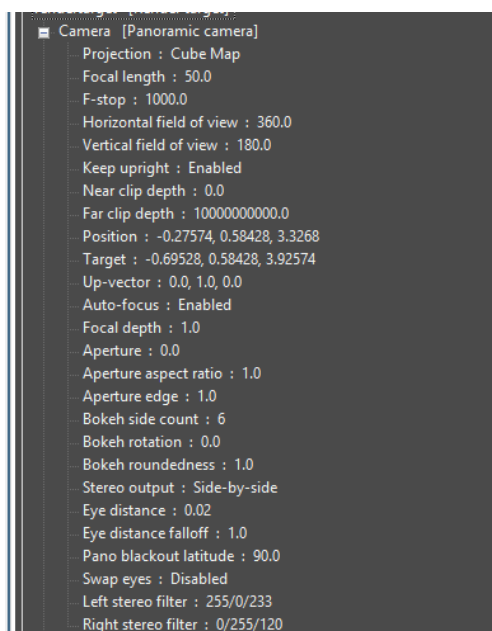 Camera [Panoramic camera]
Projection : Cube Map
Focal length : 50.0
F-stop : 1000.0
Horizontal field of view : 360.0
Vertical field of view : 180.0
Keep upright : Enabled
Near clip depth : 0.0
Far clip depth : 10000000000.0
Position : -0.27574, 0.58428, 3.3268
Target : -0.69528, 0.58428, 3.92574
Up-vector : 0.0, 1.0, 0.0
Auto-focus : Enabled
Focal depth : 1.0
Aperture : 0.0
Aperture aspect ratio : 1.0
Aperture edge : 1.0
Bokeh side count : 6
Bokeh rotation : 0.0
Bokeh roundedness : 1.0
Stereo output : Side-by-side
Eye distance : 0.02
Eye distance falloff : 1.0
Pano blackout latitude : 90.0
Swap eyes : Disabled
Left stereo filter : 255/0/233
Right stereo filter : 0/255/120